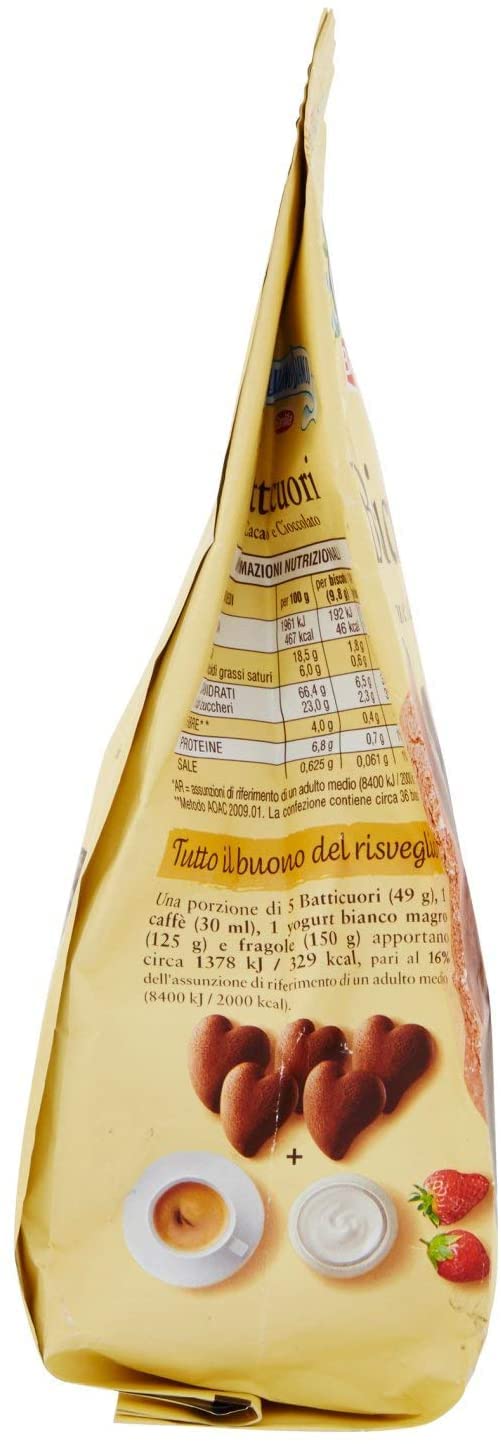 Cacao e Cioccolato
NUTRIZIONALI
per 100 g per
(9,8 g)
1961 kJ 192 kJ
467 kcal 46 kcal
18,5 g 1,8 g
grassi saturi 6,0 g 0,6 g
66,4 g 6,5 g
zuccheri 23,0 g 2,3 g
4,0 g 0,4 g
PROTEINE 6,8 g 0,7 g
SALE 0,625 g 0,061 g
*AR = assunzioni di riferimento di un adulto medio (8400 kJ / 2000
**Metodo AOAC 2009.01. La confezione contiene circa 36
Tutto il buono del risveglio
Una porzione di 5 Batticuori (49 g), 1
caffè (30 ml), 1 yogurt bianco magro
(125 g) e fragole (150 g) apportano
circa 1378 kJ / 329 kcal, pari al 16%
dell'assunzione di riferimento di un adulto medio
(8400 kJ / 2000 kcal).
+